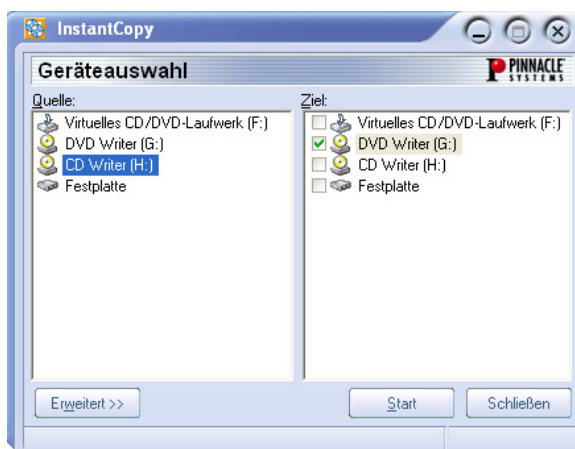 InstantCopy
Geräteauswahl
PINNACLE
SYSTEMS
Quelle:
Virtuelles CD/DVD-Laufwerk (F:)
DVD Writer (G:)
CD Writer (H:)
Festplatte
Ziel:
Virtuelles CD/DVD-Laufwerk (F:)
DVD Writer (G:)
CD Writer (H:)
Festplatte
Erweitert >>
Start
Schließen